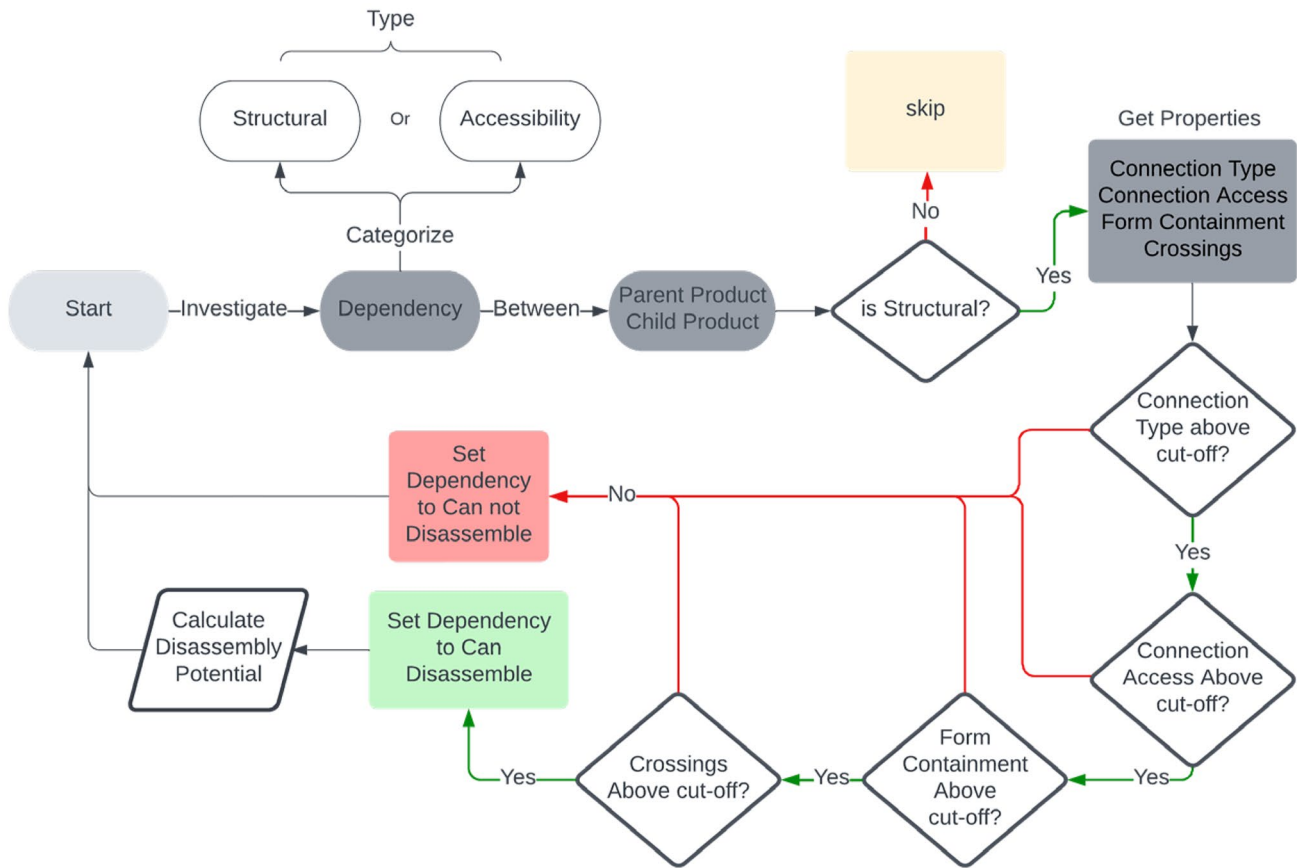 Type
Structural
Or
Accessibility
Categorize
skip
Get Properties
Connection Type
Connection Access
Form Containment
Crossings
No
Yes
Start
Investigate
Dependency
Between
Parent Product
Child Product
is Structural?
Connection
Type above
cut-off?
Set
Dependency
to Can not
Disassemble
No
Yes
Calculate
Disassembly
Potential
Set Dependency
to Can
Disassemble
Connection
Access Above
cut-off?
Yes
Form
Containment
Above
cut-off?
Yes
Crossings
Above cut-off?
Yes